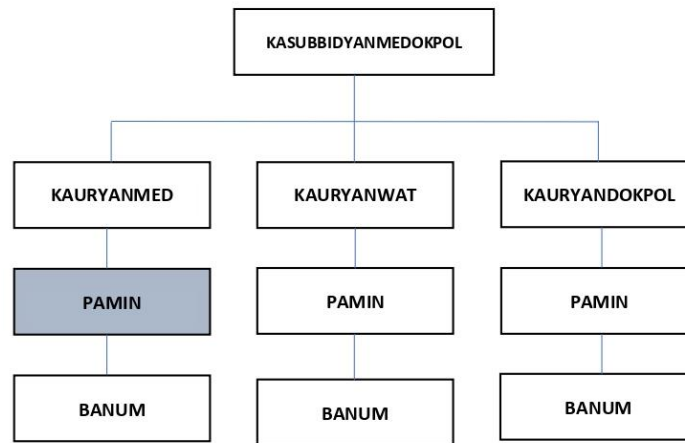 KASUBBIDYANMEDOKPOL
KAURYANMED
KAURYANWAT
KAURYANDOKPOL
PAMIN
PAMIN
PAMIN
BANUM
BANUM
BANUM